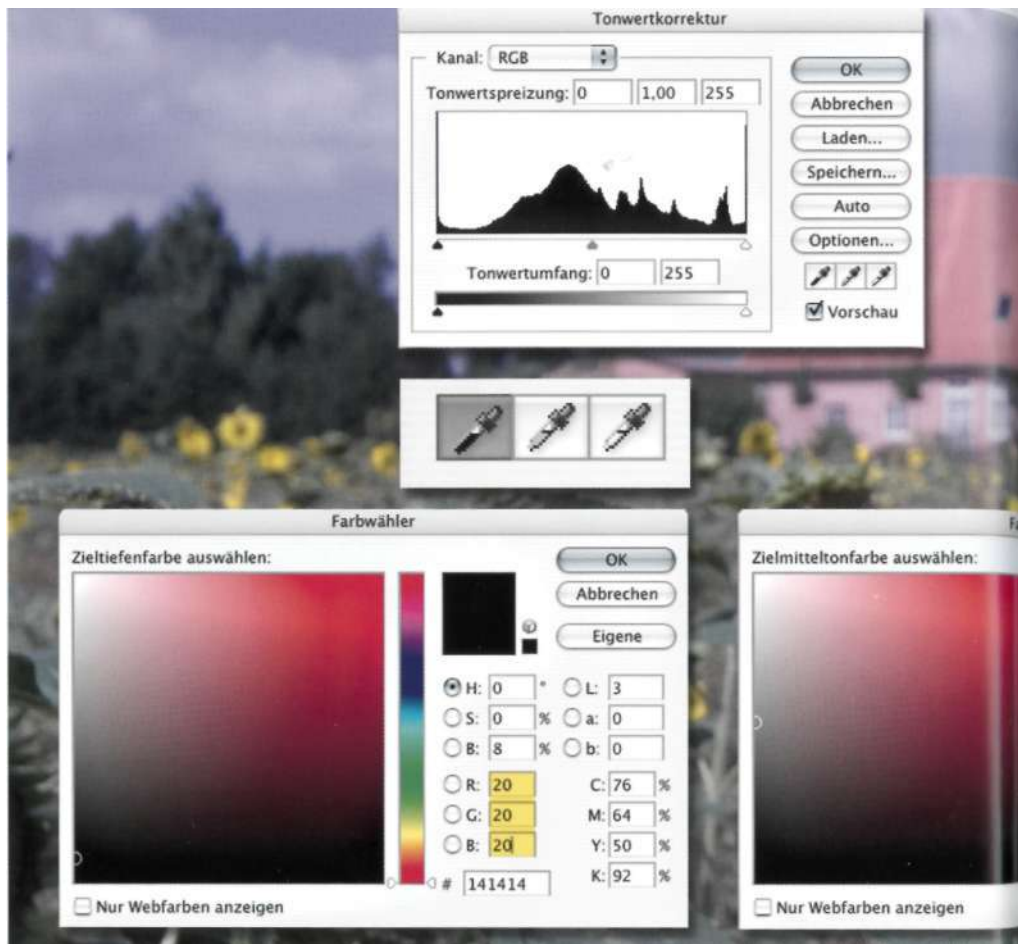 Tonwertkorrektur
Kanal: RGB
Tonwertspreizung: 0 1,00 255
Tonwertumfang: 0 255
OK
Abbrechen
Laden...
Speichern...
Auto
Optionen...
Vorschau
Farbwähler
Zieltiefenfarbe auswählen:
OK
Abbrechen
Eigene
H: 0 ° L: 3
S: 0 % a: 0
B: 8 % b: 0
R: 20 C: 76 %
G: 20 M: 64 %
B: 20 Y: 50 %
# 141414 K: 92 %
Nur Webfarben anzeigen
Zielmitteltonfarbe auswählen:
Nur Webfarben anzeigen